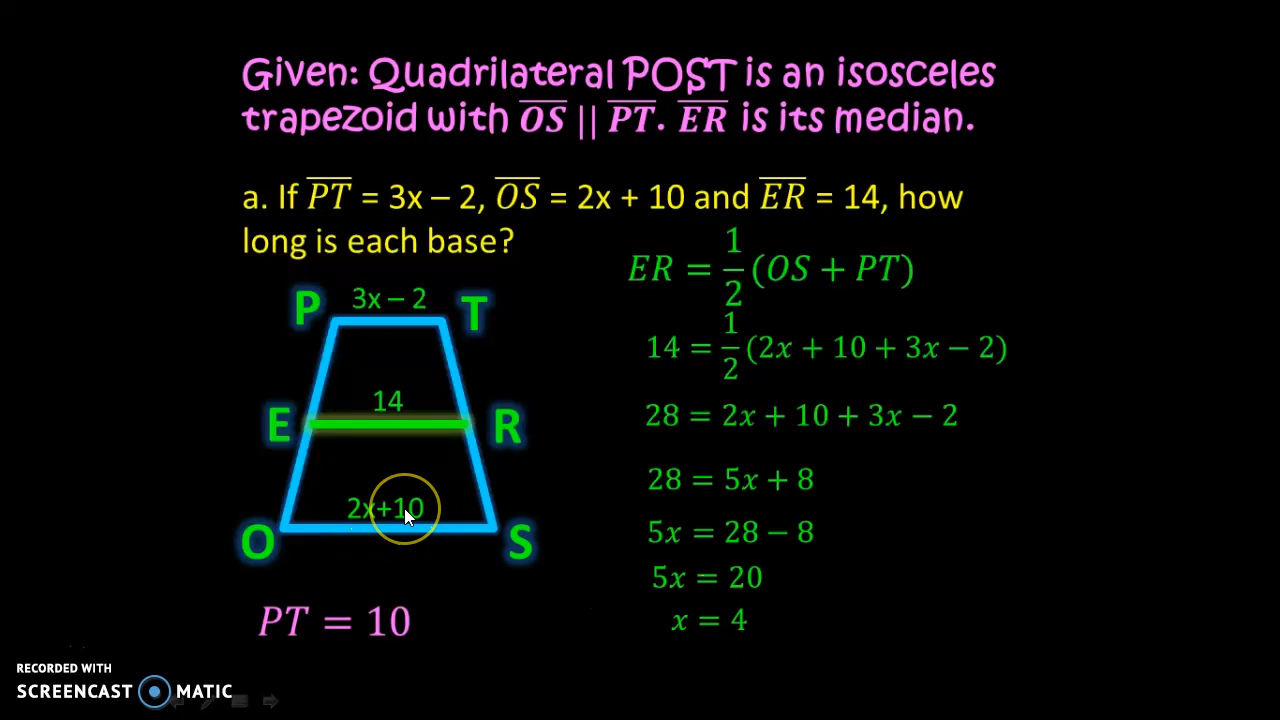 Given: Quadrilateral POST is an isosceles
trapezoid with OS || PT. ER is its median.
a. If PT = 3x – 2, OS = 2x + 10 and ER = 14, how
long is each base?
P 3x – 2 T
E 14 R
2x+10
O S
PT = 10
ER = 1/2 (OS + PT)
14 = 1/2 (2x + 10 + 3x − 2)
28 = 2x + 10 + 3x − 2
28 = 5x + 8
5x = 28 − 8
5x = 20
x = 4
RECORDED WITH
SCREENCAST MATIC